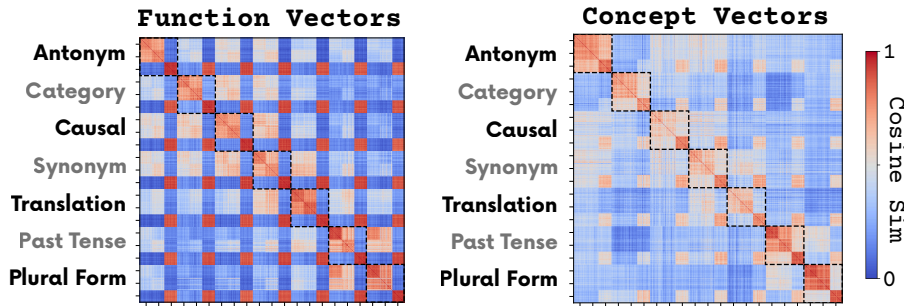 Function Vectors
Concept Vectors
Antonym
Category
Causal
Synonym
Translation
Past Tense
Plural Form
Antonym
Category
Causal
Synonym
Translation
Past Tense
Plural Form
1
Cosine Sim
0